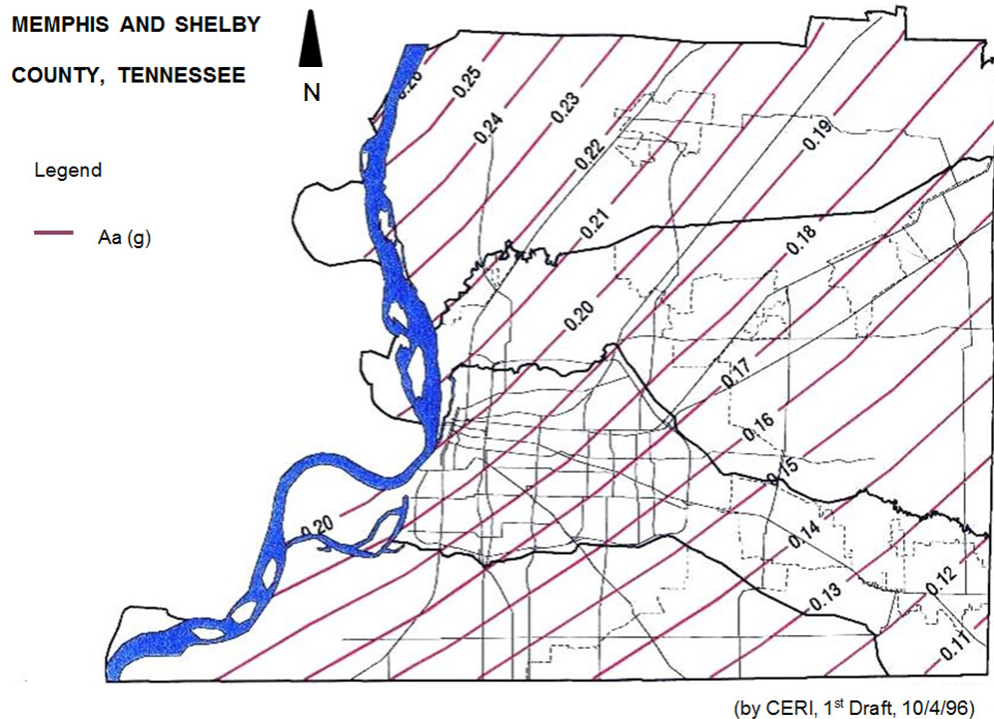 MEMPHIS AND SHELBY
COUNTY, TENNESSEE
N
Legend
Aa (g)
0.26
0.25
0.24
0.23
0.22
0.21
0.20
0.19
0.18
0.17
0.16
0.15
0.14
0.13
0.12
0.11
0.20
(by CERI, 1st Draft, 10/4/96)